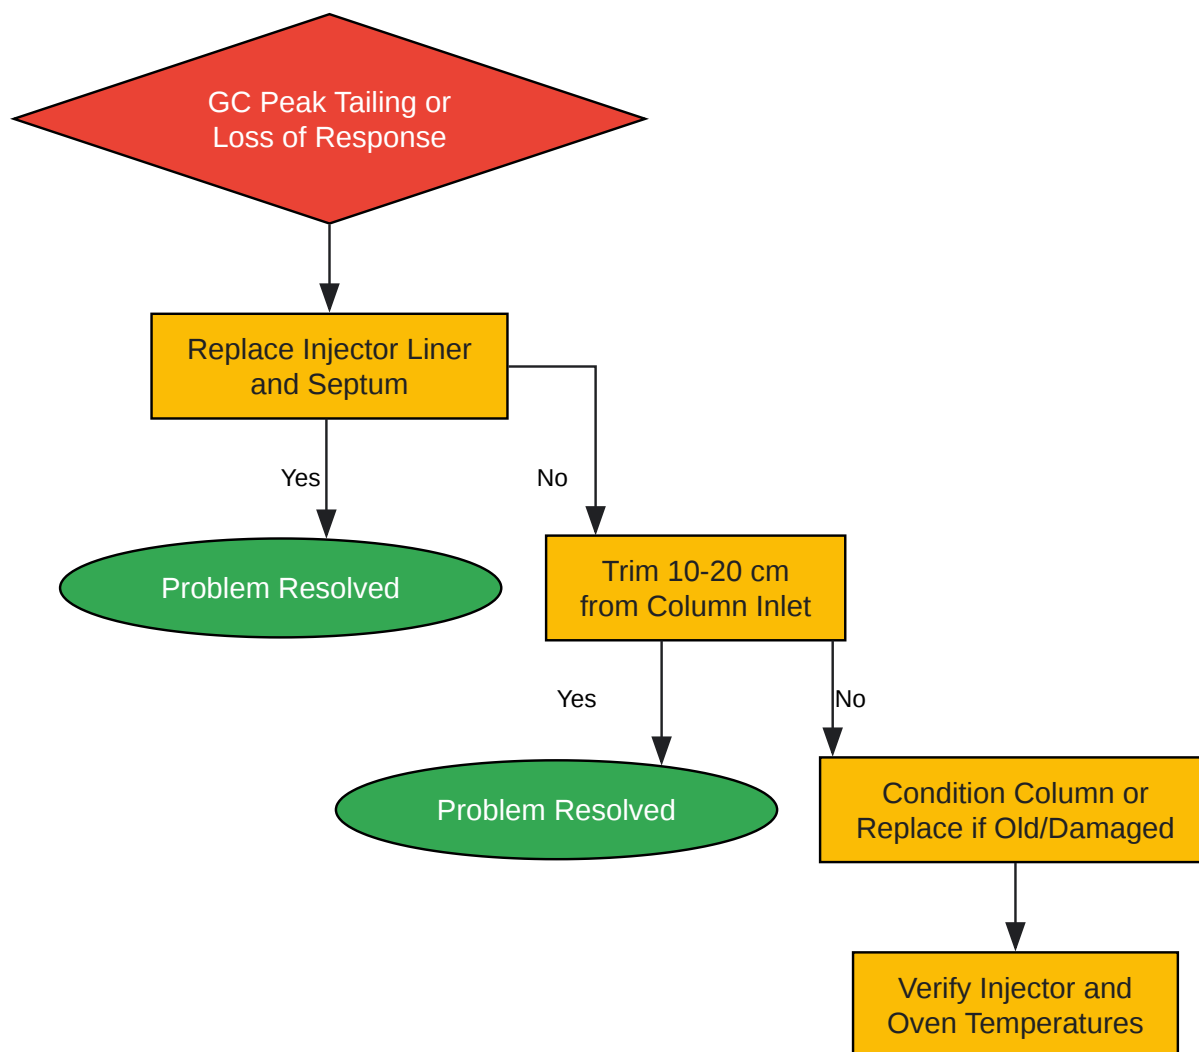 GC Peak Tailing or
Loss of Response
Replace Injector Liner
and Septum
Yes
No
Problem Resolved
Trim 10-20 cm
from Column Inlet
Yes
No
Problem Resolved
Condition Column or
Replace if Old/Damaged
Verify Injector and
Oven Temperatures